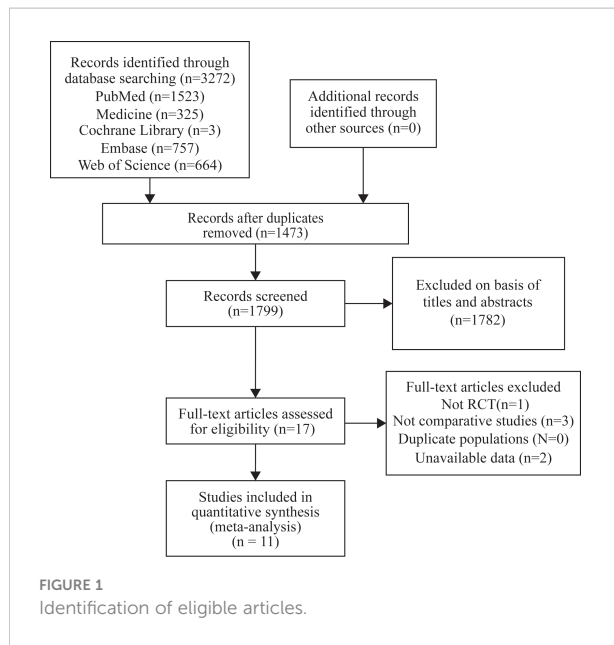 Records identified through
database searching (n=3272)
PubMed (n=1523)
Medicine (n=325)
Cochrane Library (n=3)
Embase (n=757)
Web of Science (n=664)
Additional records
identified through
other sources (n=0)
Records after duplicates
removed (n=1473)
Records screened
(n=1799)
Excluded on basis of
titles and abstracts
(n=1782)
Full-text articles assessed
for eligibility (n=17)
Full-text articles excluded
Not RCT(n=1)
Not comparative studies (n=3)
Duplicate populations (N=0)
Unavailable data (n=2)
Studies included in
quantitative synthesis
(meta-analysis)
(n = 11)
FIGURE 1
Identification of eligible articles.